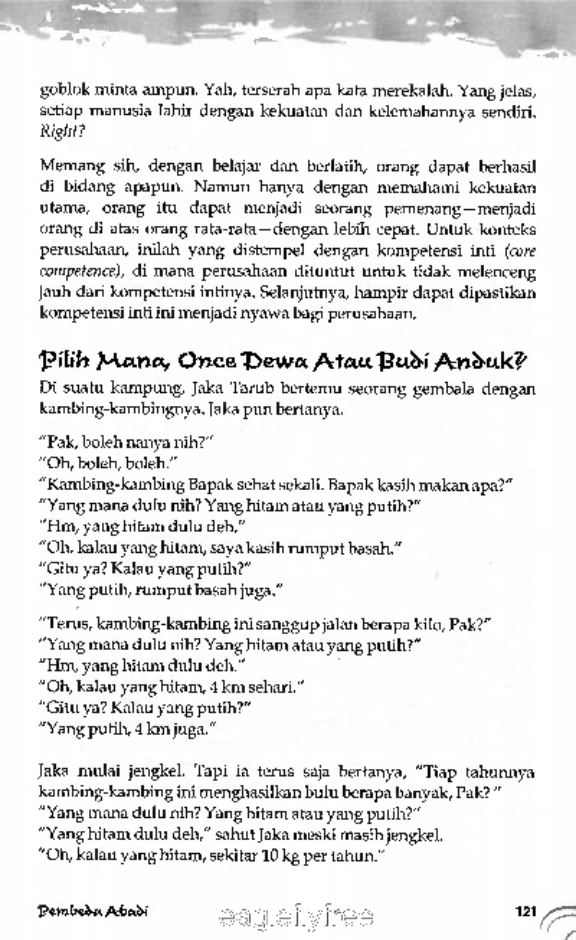 goblok minta ampun. Yah, terserah apa kata merekalah. Yang jelas,
setiap manusia lahir dengan kekuatan dan kelemahannya sendiri.
Right?
Memang sih, dengan belajar dan berlatih, orang dapat berhasil
di bidang apapun. Namun hanya dengan memahami kekuatan
utama, orang itu dapat menjadi seorang pemenang—menjadi
orang di atas orang rata-rata—dengan lebih cepat. Untuk konteks
perusahaan, inilah yang distempel dengan kompetensi inti (core
competence), di mana perusahaan dituntut untuk tidak melenceng
jauh dari kompetensi intinya. Selanjutnya, hampir dapat dipastikan
kompetensi inti ini menjadi nyawa bagi perusahaan.
Pilih Mana, Once Dewa Atau Budi Anduk?
Di suatu kampung, Jaka Tarub bertemu seorang gembala dengan
kambing-kambingnya. Jaka pun bertanya.
"Pak, boleh nanya nih?"
"Oh, boleh, boleh."
"Kambing-kambing Bapak sehat sekali. Bapak kasih makan apa?"
"Yang mana dulu nih? Yang hitam atau yang putih?"
"Hm, yang hitam dulu deh."
"Oh, kalau yang hitam, saya kasih rumput basah."
"Gitu ya? Kalau yang putih?"
"Yang putih, rumput basah juga."
"Terus, kambing-kambing ini sanggup jalan berapa kilo, Pak?"
"Yang mana dulu nih? Yang hitam atau yang putih?"
"Hm, yang hitam dulu deh."
"Oh, kalau yang hitam, 4 km sehari."
"Gitu ya? Kalau yang putih?"
"Yang putih, 4 km juga."
Jaka mulai jengkel. Tapi ia terus saja bertanya, "Tiap tahunnya
kambing-kambing ini menghasilkan bulu berapa banyak, Pak? "
"Yang mana dulu nih? Yang hitam atau yang putih?"
"Yang hitam dulu deh," sahut Jaka meski masih jengkel.
"Oh, kalau yang hitam, sekitar 10 kg per tahun."
Pembeda Abadi
eagleflyfree
121